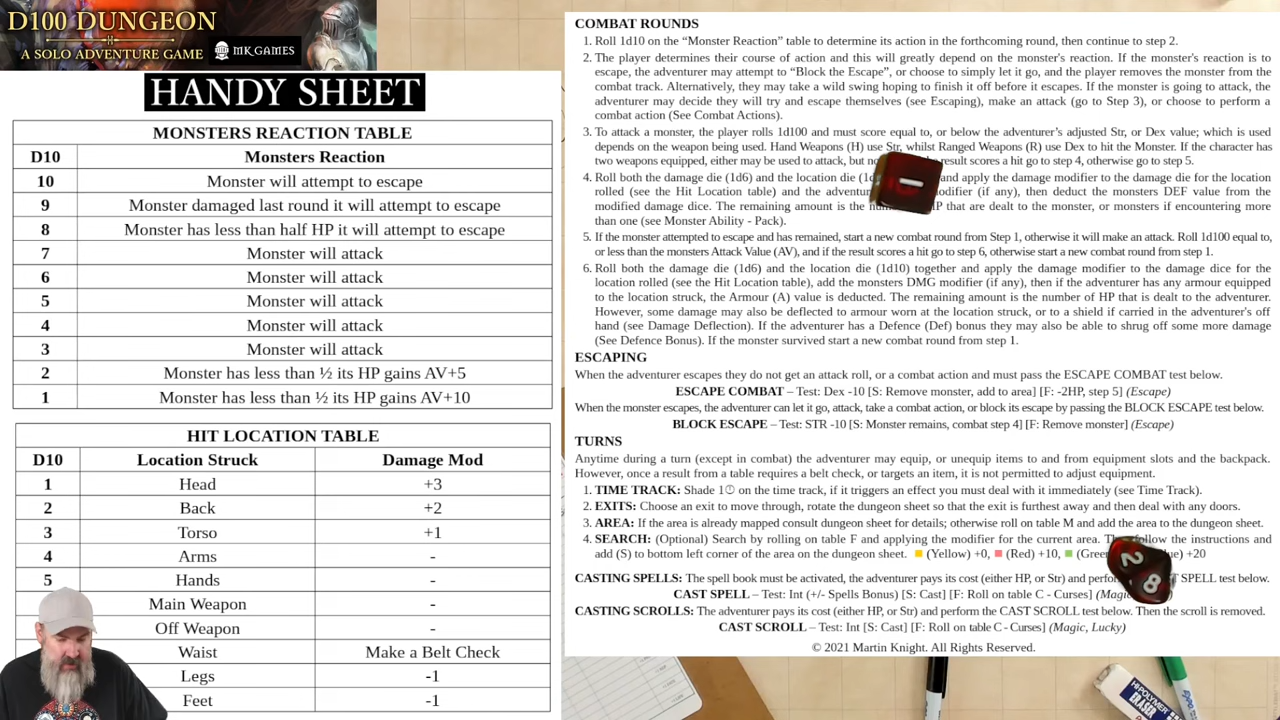 D100 DUNGEON
A SOLO ADVENTURE GAME
MK GAMES
HANDY SHEET
MONSTERS REACTION TABLE
D10 Monsters Reaction
10 Monster will attempt to escape
9 Monster damaged last round it will attempt to escape
8 Monster has less than half HP it will attempt to escape
7 Monster will attack
6 Monster will attack
5 Monster will attack
4 Monster will attack
3 Monster will attack
2 Monster has less than ½ its HP gains AV+5
1 Monster has less than ½ its HP gains AV+10
HIT LOCATION TABLE
D10 Location Struck Damage Mod
1 Head +3
2 Back +2
3 Torso +1
4 Arms -
5 Hands -
Main Weapon -
Off Weapon -
Waist Make a Belt Check
Legs -1
Feet -1
COMBAT ROUNDS
1. Roll 1d10 on the “Monster Reaction” table to determine its action in the forthcoming round, then continue to step 2.
2. The player determines their course of action and this will greatly depend on the monster's reaction. If the monster's reaction is to
escape, the adventurer may attempt to “Block the Escape”, or choose to simply let it go, and the player removes the monster from the
combat track. Alternatively, they may take a wild swing hoping to finish it off before it escapes. If the monster is going to attack, the
adventurer may decide they will try and escape themselves (see Escaping), make an attack (go to Step 3), or choose to perform a
combat action (See Combat Actions).
3. To attack a monster, the player rolls 1d100 and must score equal to, or below the adventurer’s adjusted Str, or Dex value; which is used
depends on the weapon being used. Hand Weapons (H) use Str, whilst Ranged Weapons (R) use Dex to hit the Monster. If the character has
two weapons equipped, either may be used to attack, but result scores a hit go to step 4, otherwise go to step 5.
4. Roll both the damage die (1d6) and the location die and apply the damage modifier to the damage die for the location
rolled (see the Hit Location table) and the modifier (if any), then deduct the monsters DEF value from the
modified damage dice. The remaining amount is the HP that are dealt to the monster, or monsters if encountering more
than one (see Monster Ability - Pack).
5. If the monster attempted to escape and has remained, start a new combat round from Step 1, otherwise it will make an attack. Roll 1d100 equal to,
or less than the monsters Attack Value (AV), and if the result scores a hit go to step 6, otherwise start a new combat round from step 1.
6. Roll both the damage die (1d6) and the location die (1d10) together and apply the damage modifier to the damage dice for the
location rolled (see the Hit Location table), add the monsters DMG modifier (if any), then if the adventurer has any armour equipped
to the location struck, the Armour (A) value is deducted. The remaining amount is the number of HP that is dealt to the adventurer.
However, some damage may also be deflected to armour worn at the location struck, or to a shield if carried in the adventurer's off
hand (see Damage Deflection). If the adventurer has a Defence (Def) bonus they may also be able to shrug off some more damage
(See Defence Bonus). If the monster survived start a new combat round from step 1.
ESCAPING
When the adventurer escapes they do not get an attack roll, or a combat action and must pass the ESCAPE COMBAT test below.
ESCAPE COMBAT – Test: Dex -10 [S: Remove monster, add to area] [F: -2HP, step 5] (Escape)
When the monster escapes, the adventurer can let it go, attack, take a combat action, or block its escape by passing the BLOCK ESCAPE test below.
BLOCK ESCAPE – Test: STR -10 [S: Monster remains, combat step 4] [F: Remove monster] (Escape)
TURNS
Anytime during a turn (except in combat) the adventurer may equip, or unequip items to and from equipment slots and the backpack.
However, once a result from a table requires a belt check, or targets an item, it is not permitted to adjust equipment.
1. TIME TRACK: Shade 1 on the time track, if it triggers an effect you must deal with it immediately (see Time Track).
2. EXITS: Choose an exit to move through, rotate the dungeon sheet so that the exit is furthest away and then deal with any doors.
3. AREA: If the area is already mapped consult dungeon sheet for details; otherwise roll on table M and add the area to the dungeon sheet.
4. SEARCH: (Optional) Search by rolling on table F and applying the modifier for the current area. follow the instructions and
add (S) to bottom left corner of the area on the dungeon sheet. (Yellow) +0, (Red) +10, +20
CASTING SPELLS: The spell book must be activated, the adventurer pays its cost (either HP, or Str) and SPELL test below.
CAST SPELL – Test: Int (+/- Spells Bonus) [S: Cast] [F: Roll on table C - Curses]
CASTING SCROLLS: The adventurer pays its cost (either HP, or Str) and perform the CAST SCROLL test below. Then the scroll is removed.
CAST SCROLL – Test: Int [S: Cast] [F: Roll on table C - Curses] (Magic, Lucky)
© 2021 Martin Knight. All Rights Reserved.
2
8
HI-POLYMER
ERASER
EXPO